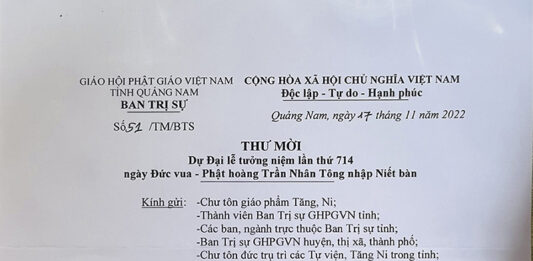 GIÁO HỘI PHẬT GIÁO VIỆT NAM
TỈNH QUẢNG NAM
BAN TRỊ SỰ
Số 51 /TM/BTS
CỘNG HÒA XÃ HỘI CHỦ NGHĨA VIỆT NAM
Độc lập - Tự do - Hạnh phúc
Quảng Nam, ngày 17 tháng 11 năm 2022
THƯ MỜI
Dự Đại lễ tưởng niệm lần thứ 714
ngày Đức vua - Phật hoàng Trần Nhân Tông nhập Niết bàn
Kính gửi: -Chư tôn giáo phẩm Tăng, Ni;
-Thành viên Ban Trị sự GHPGVN tỉnh;
-Các ban, ngành trực thuộc Ban Trị sự tỉnh;
-Ban Trị sự GHPGVN huyện, thị xã, thành phố;
-Chư tôn đức trụ trì các Tự viện, Tăng Ni trong tỉnh;